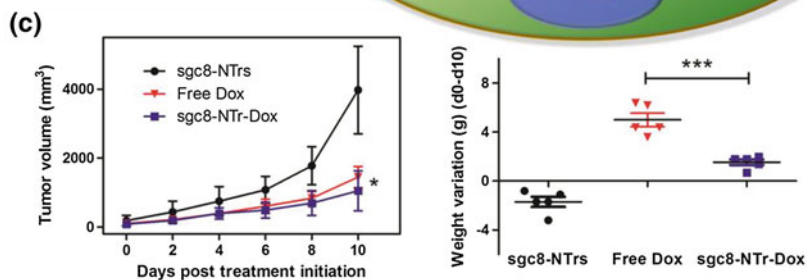 (c)
Tumor volume (mm³)
4000
2000
0
sgc8-NTrs
Free Dox
sgc8-NTr-Dox
*
0 2 4 6 8 10
Days post treatment initiation
Weight variation (g) (d0-d10)
8
4
0
-4
***
sgc8-NTrs Free Dox sgc8-NTr-Dox